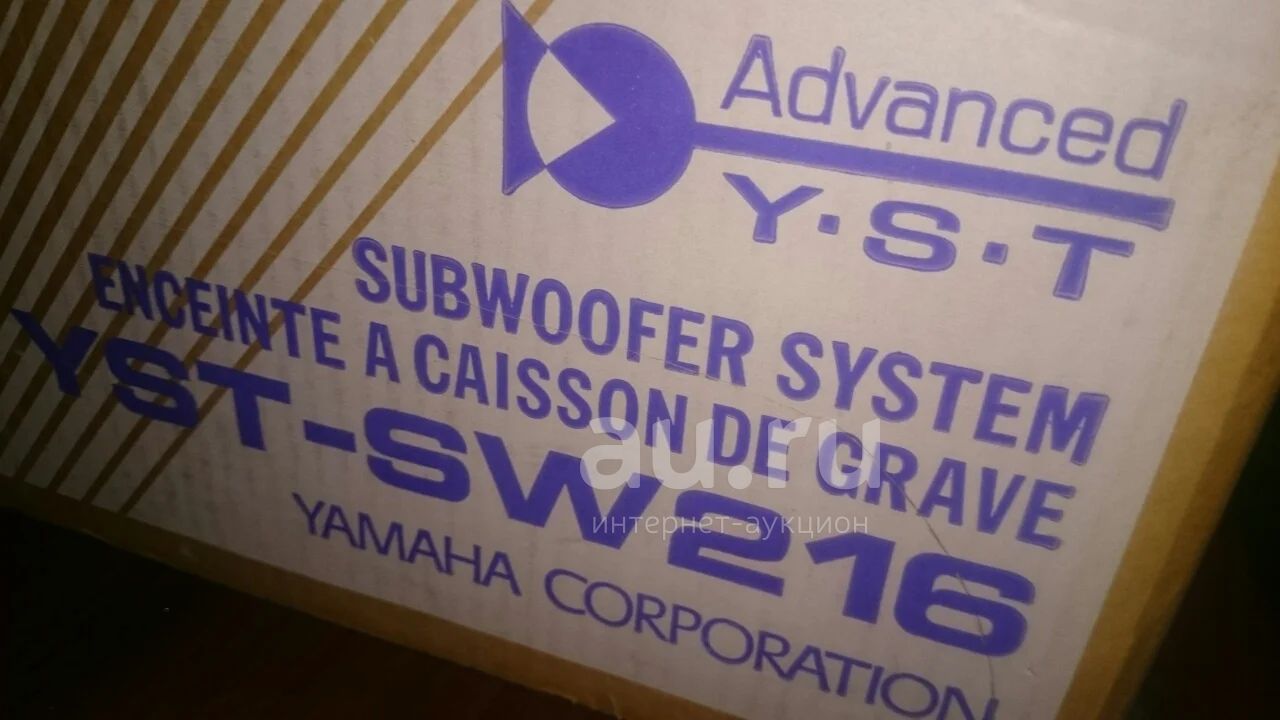 Advanced
Y·S·T
SUBWOOFER SYSTEM
ENCEINTE A CAISSON DE GRAVE
YST-SW216
YAMAHA CORPORATION
au.ru
интернет-аукцион